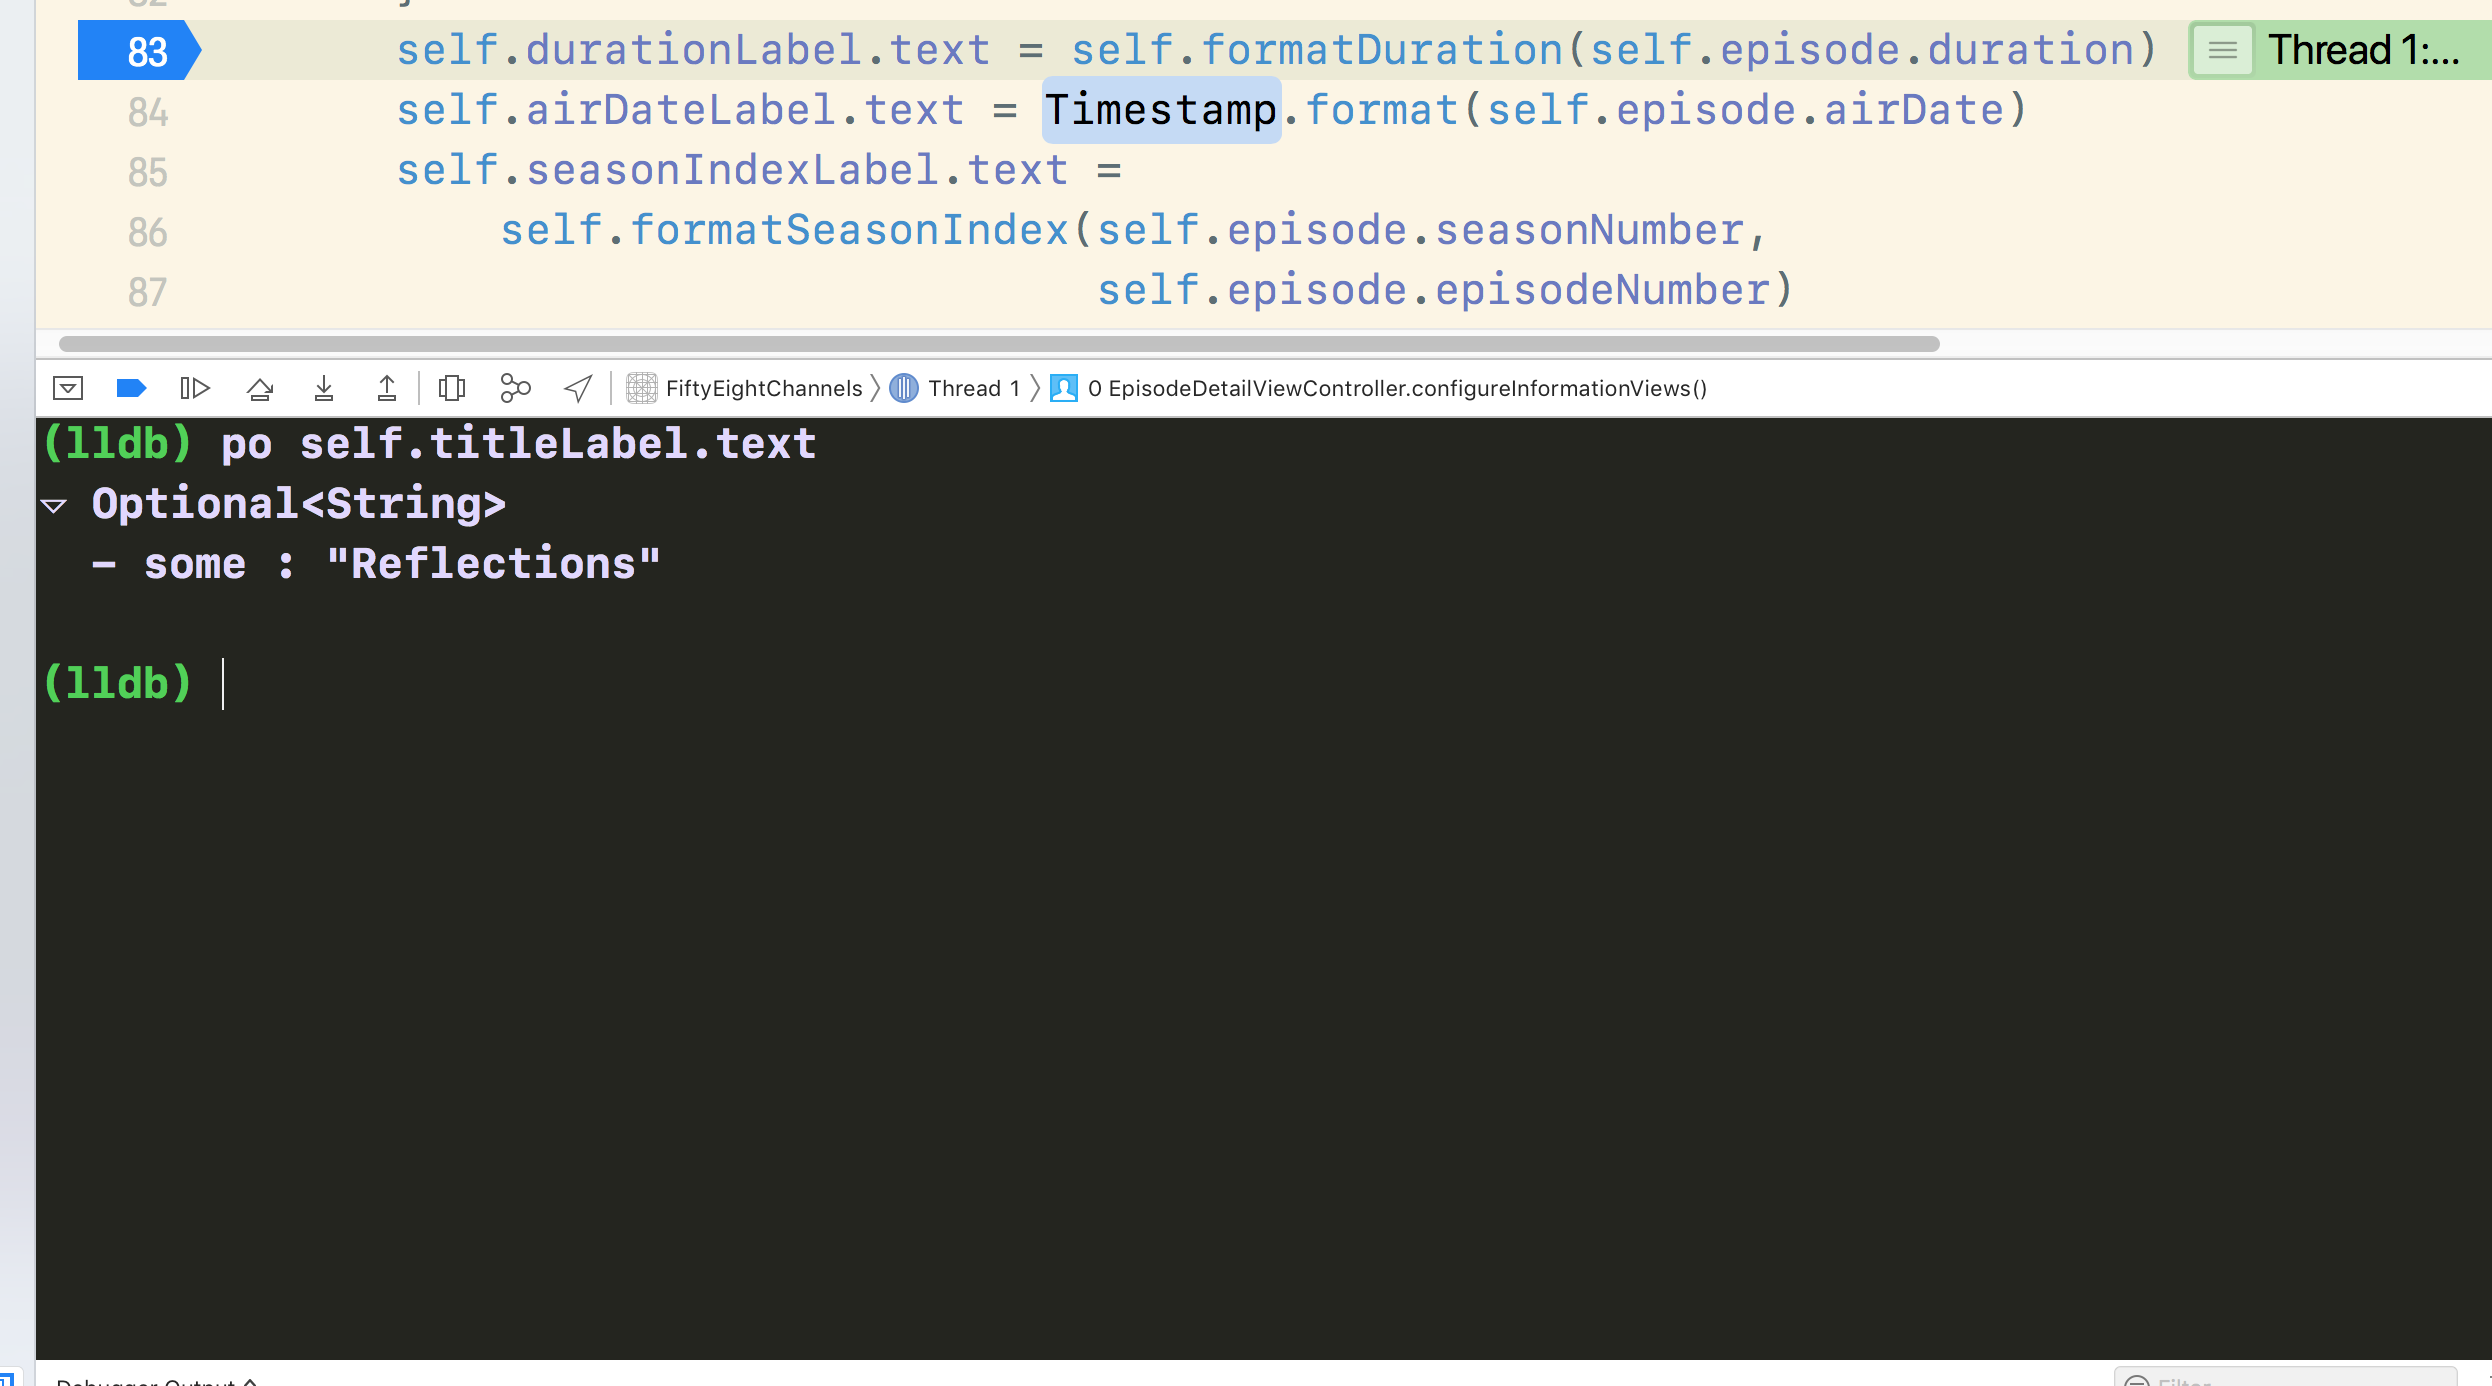 82 }
83 self.durationLabel.text = self.formatDuration(self.episode.duration) Thread 1:...
84 self.airDateLabel.text = Timestamp.format(self.episode.airDate)
85 self.seasonIndexLabel.text =
86 self.formatSeasonIndex(self.episode.seasonNumber,
87 self.episode.episodeNumber)
FiftyEightChannels Thread 1 0 EpisodeDetailViewController.configureInformationViews()
(lldb) po self.titleLabel.text
Optional<String>
- some : "Reflections"
(lldb)
Debugger Output Filter